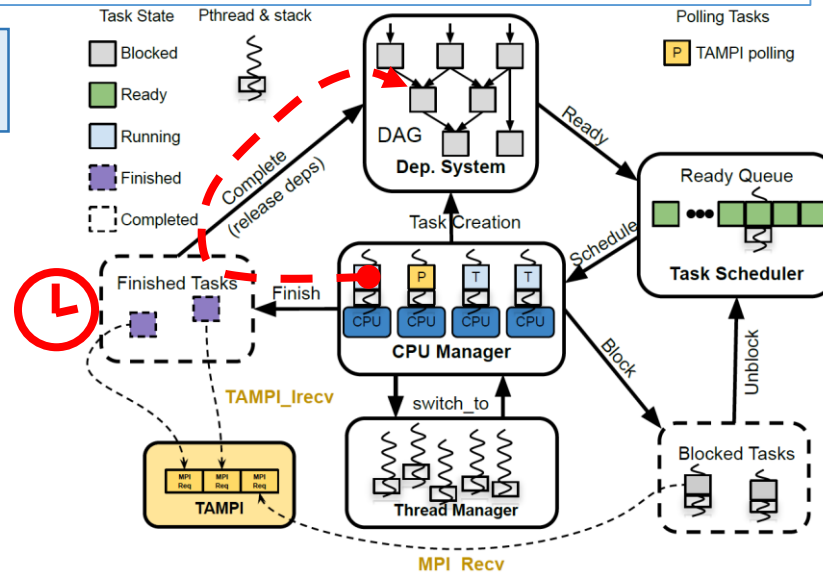 Task State
Pthread & stack
Polling Tasks
Blocked
Ready
Running
Finished
Completed
P
TAMPI polling
DAG
Dep. System
Ready
Complete
(release deps)
Task Creation
Ready Queue
Task Scheduler
Schedule
Finished Tasks
Finish
P
T
T
CPU
CPU
CPU
CPU
CPU Manager
Block
Unblock
TAMPI_Irecv
switch_to
MPI
Req
MPI
Req
MPI
Req
TAMPI
Thread Manager
Blocked Tasks
MPI_Recv